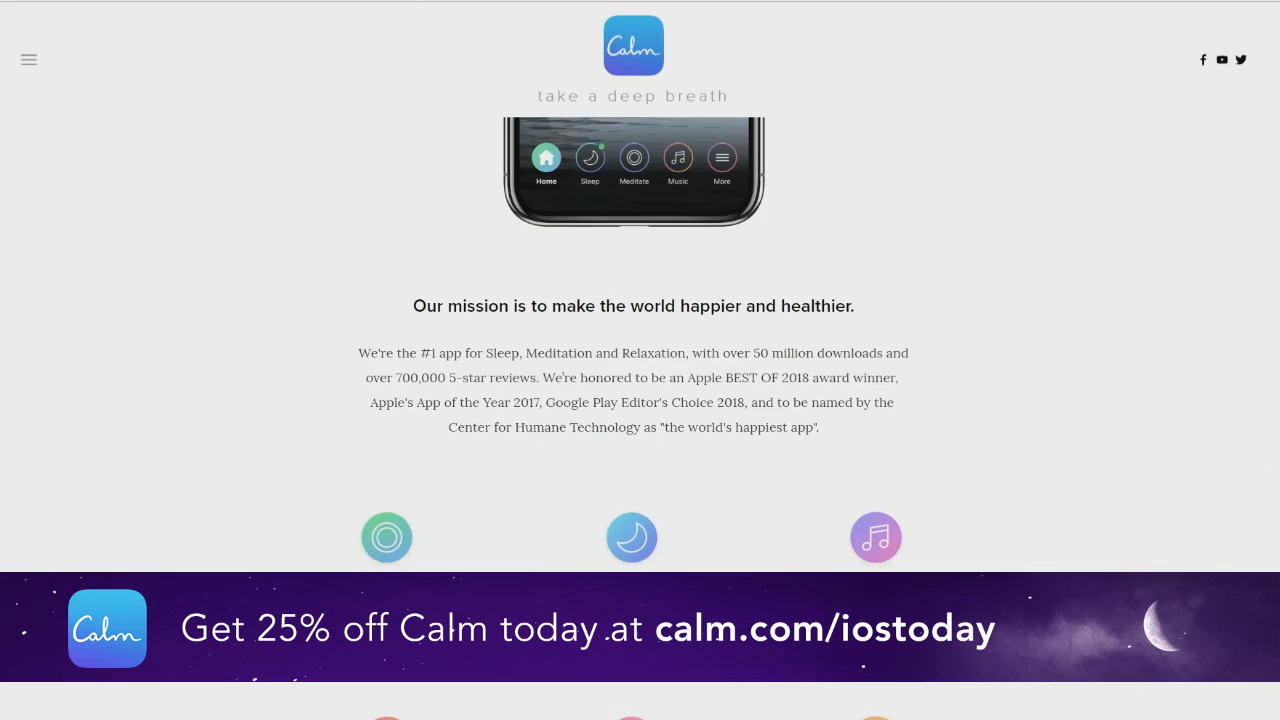 Calm
take a deep breath
Home Sleep Meditate Music More
Our mission is to make the world happier and healthier.
We're the #1 app for Sleep, Meditation and Relaxation, with over 50 million downloads and
over 700,000 5-star reviews. We're honored to be an Apple BEST OF 2018 award winner,
Apple's App of the Year 2017, Google Play Editor's Choice 2018, and to be named by the
Center for Humane Technology as "the world's happiest app".
Calm
Get 25% off Calm today at calm.com/iostoday